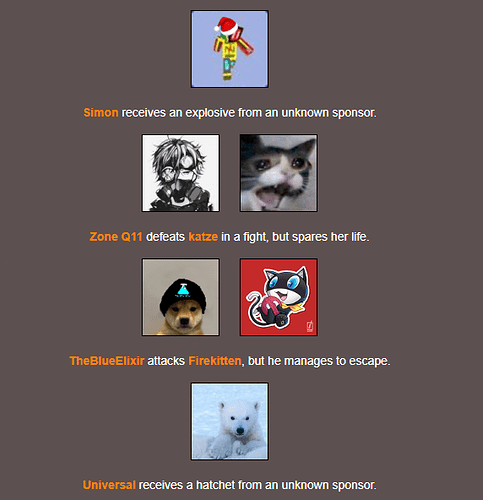 Simon receives an explosive from an unknown sponsor.
Zone Q11 defeats katze in a fight, but spares her life.
TheBlueElixir attacks Firekitten, but he manages to escape.
Universal receives a hatchet from an unknown sponsor.